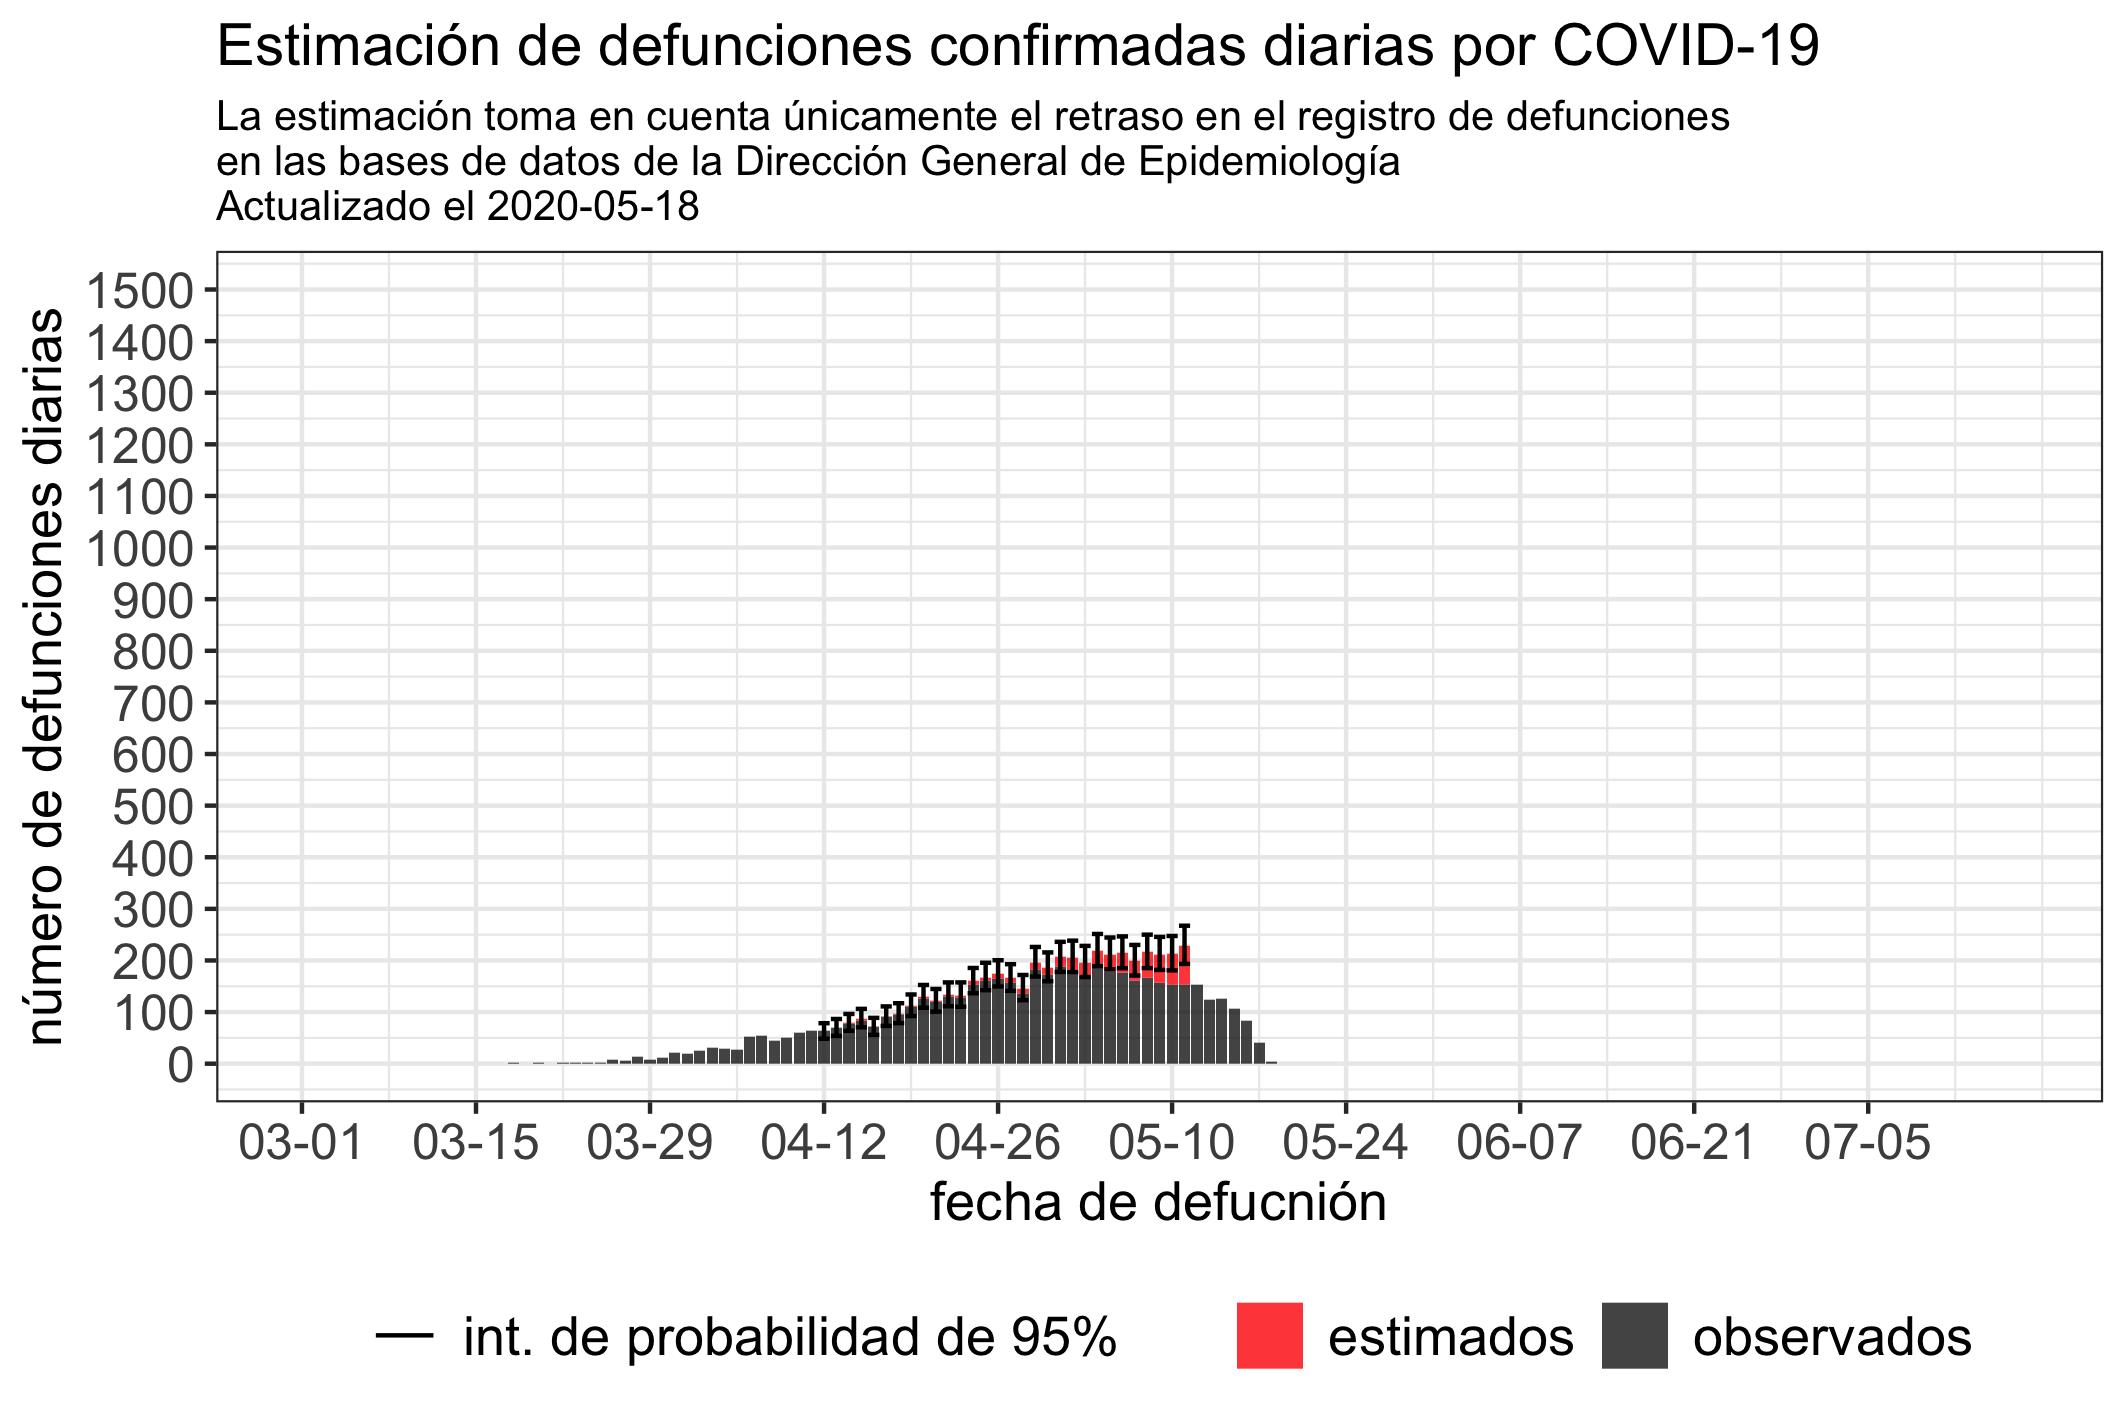 Estimación de defunciones confirmadas diarias por COVID-19
La estimación toma en cuenta únicamente el retraso en el registro de defunciones
en las bases de datos de la Dirección General de Epidemiología
Actualizado el 2020-05-18
número de defunciones diarias
1500
1400
1300
1200
1100
1000
900
800
700
600
500
400
300
200
100
0
03-01 03-15 03-29 04-12 04-26 05-10 05-24 06-07 06-21 07-05
fecha de defucnión
int. de probabilidad de 95% estimados observados